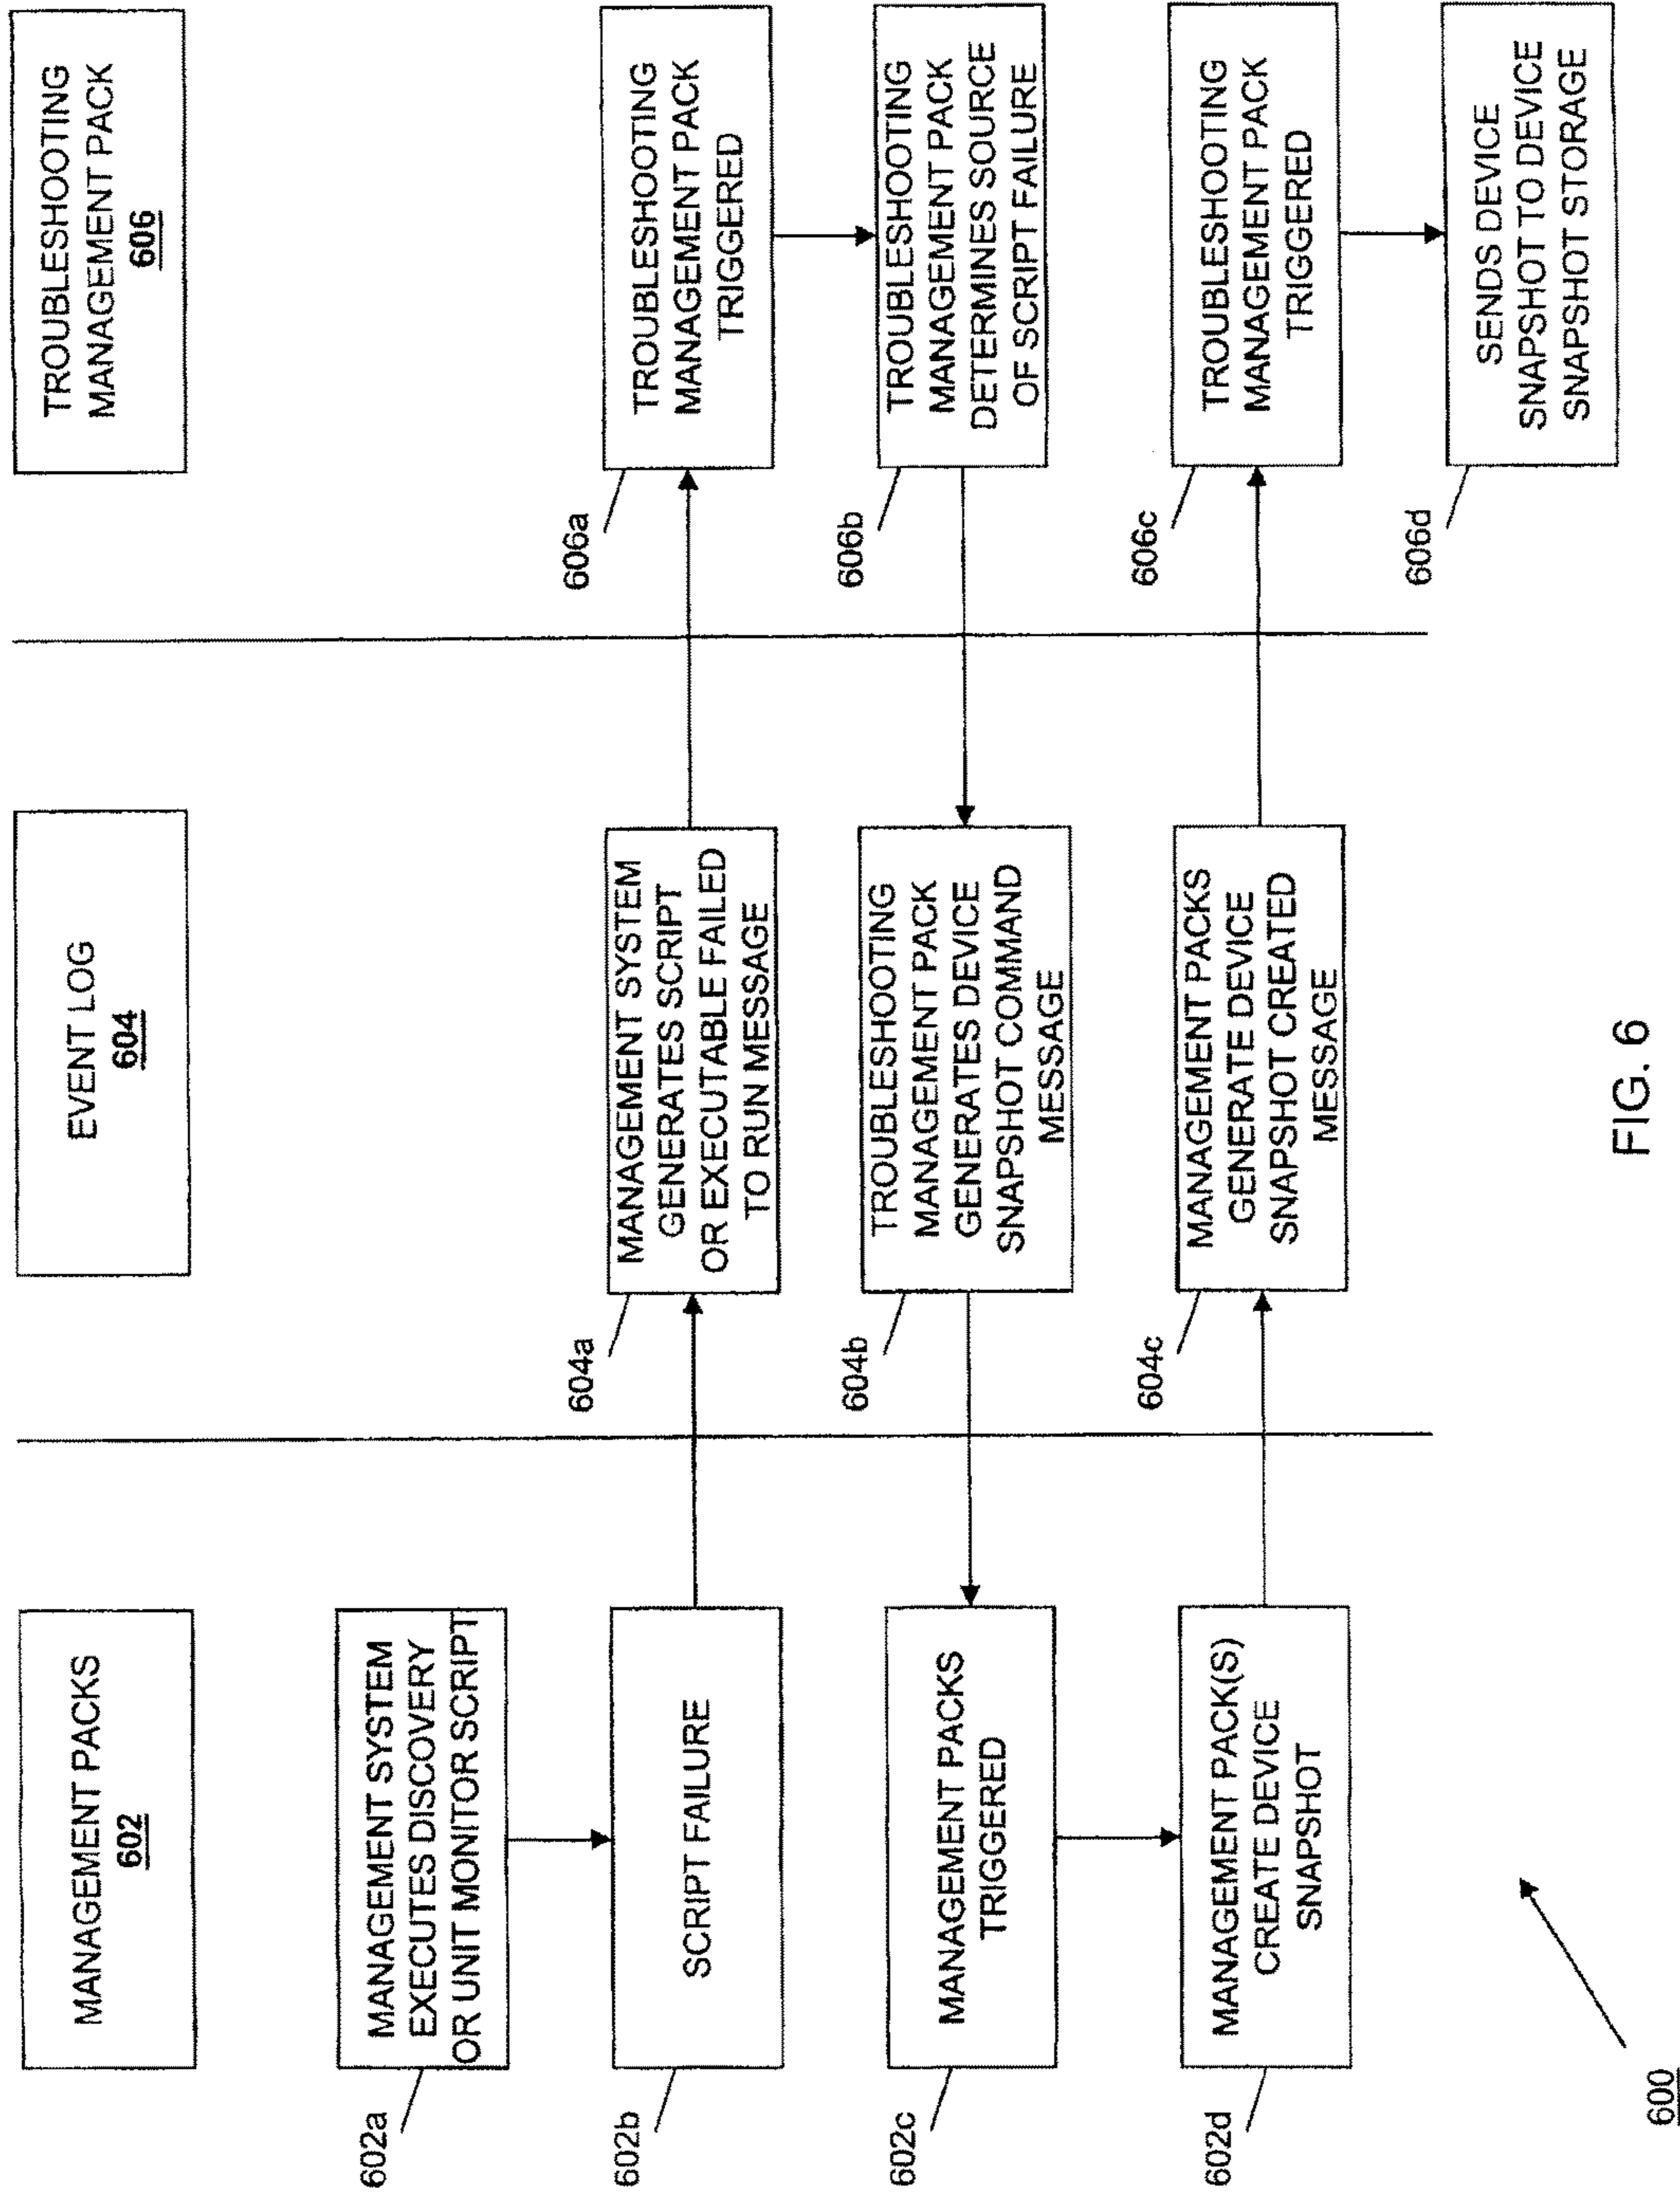 MANAGEMENT PACKS
602
EVENT LOG
604
TROUBLESHOOTING
MANAGEMENT PACK
606
602a
MANAGEMENT SYSTEM
EXECUTES DISCOVERY
OR UNIT MONITOR SCRIPT
602b
SCRIPT FAILURE
604a
MANAGEMENT SYSTEM
GENERATES SCRIPT
OR EXECUTABLE FAILED
TO RUN MESSAGE
606a
TROUBLESHOOTING
MANAGEMENT PACK
TRIGGERED
602c
MANAGEMENT PACKS
TRIGGERED
604b
TROUBLESHOOTING
MANAGEMENT PACK
GENERATES DEVICE
SNAPSHOT COMMAND
MESSAGE
606b
TROUBLESHOOTING
MANAGEMENT PACK
DETERMINES SOURCE
OF SCRIPT FAILURE
602d
MANAGEMENT PACK(S)
CREATE DEVICE
SNAPSHOT
604c
MANAGEMENT PACKS
GENERATE DEVICE
SNAPSHOT CREATED
MESSAGE
606c
TROUBLESHOOTING
MANAGEMENT PACK
TRIGGERED
606d
SENDS DEVICE
SNAPSHOT TO DEVICE
SNAPSHOT STORAGE
600
FIG. 6